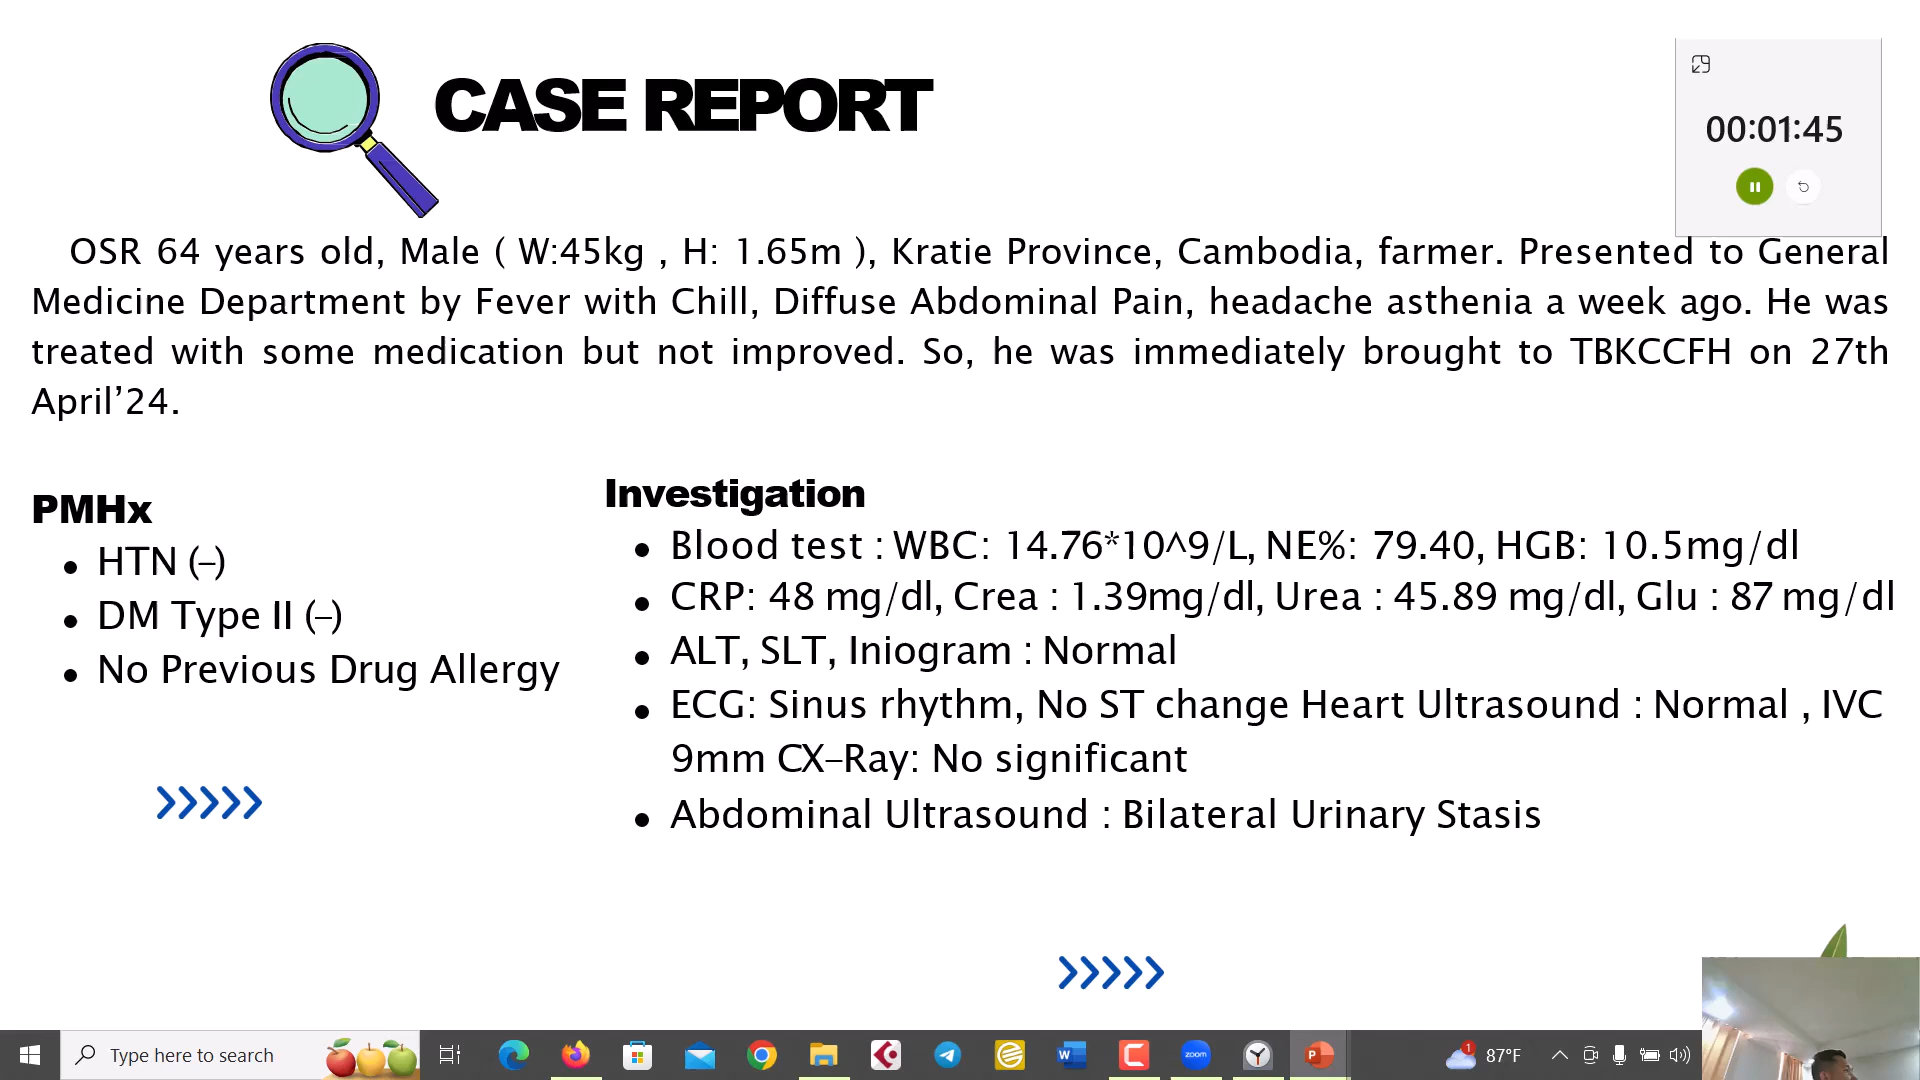 CASE REPORT
00:01:45
OSR 64 years old, Male ( W:45kg , H: 1.65m ), Kratie Province, Cambodia, farmer. Presented to General
Medicine Department by Fever with Chill, Diffuse Abdominal Pain, headache asthenia a week ago. He was
treated with some medication but not improved. So, he was immediately brought to TBKCCFH on 27th
April’24.
PMHx
• HTN (–)
• DM Type II (–)
• No Previous Drug Allergy
Investigation
• Blood test : WBC: 14.76*10^9/L, NE%: 79.40, HGB: 10.5mg/dl
• CRP: 48 mg/dl, Crea : 1.39mg/dl, Urea : 45.89 mg/dl, Glu : 87 mg/dl
• ALT, SLT, Iniogram : Normal
• ECG: Sinus rhythm, No ST change Heart Ultrasound : Normal , IVC
9mm CX–Ray: No significant
• Abdominal Ultrasound : Bilateral Urinary Stasis
Type here to search
W
zoom
P
1
87°F